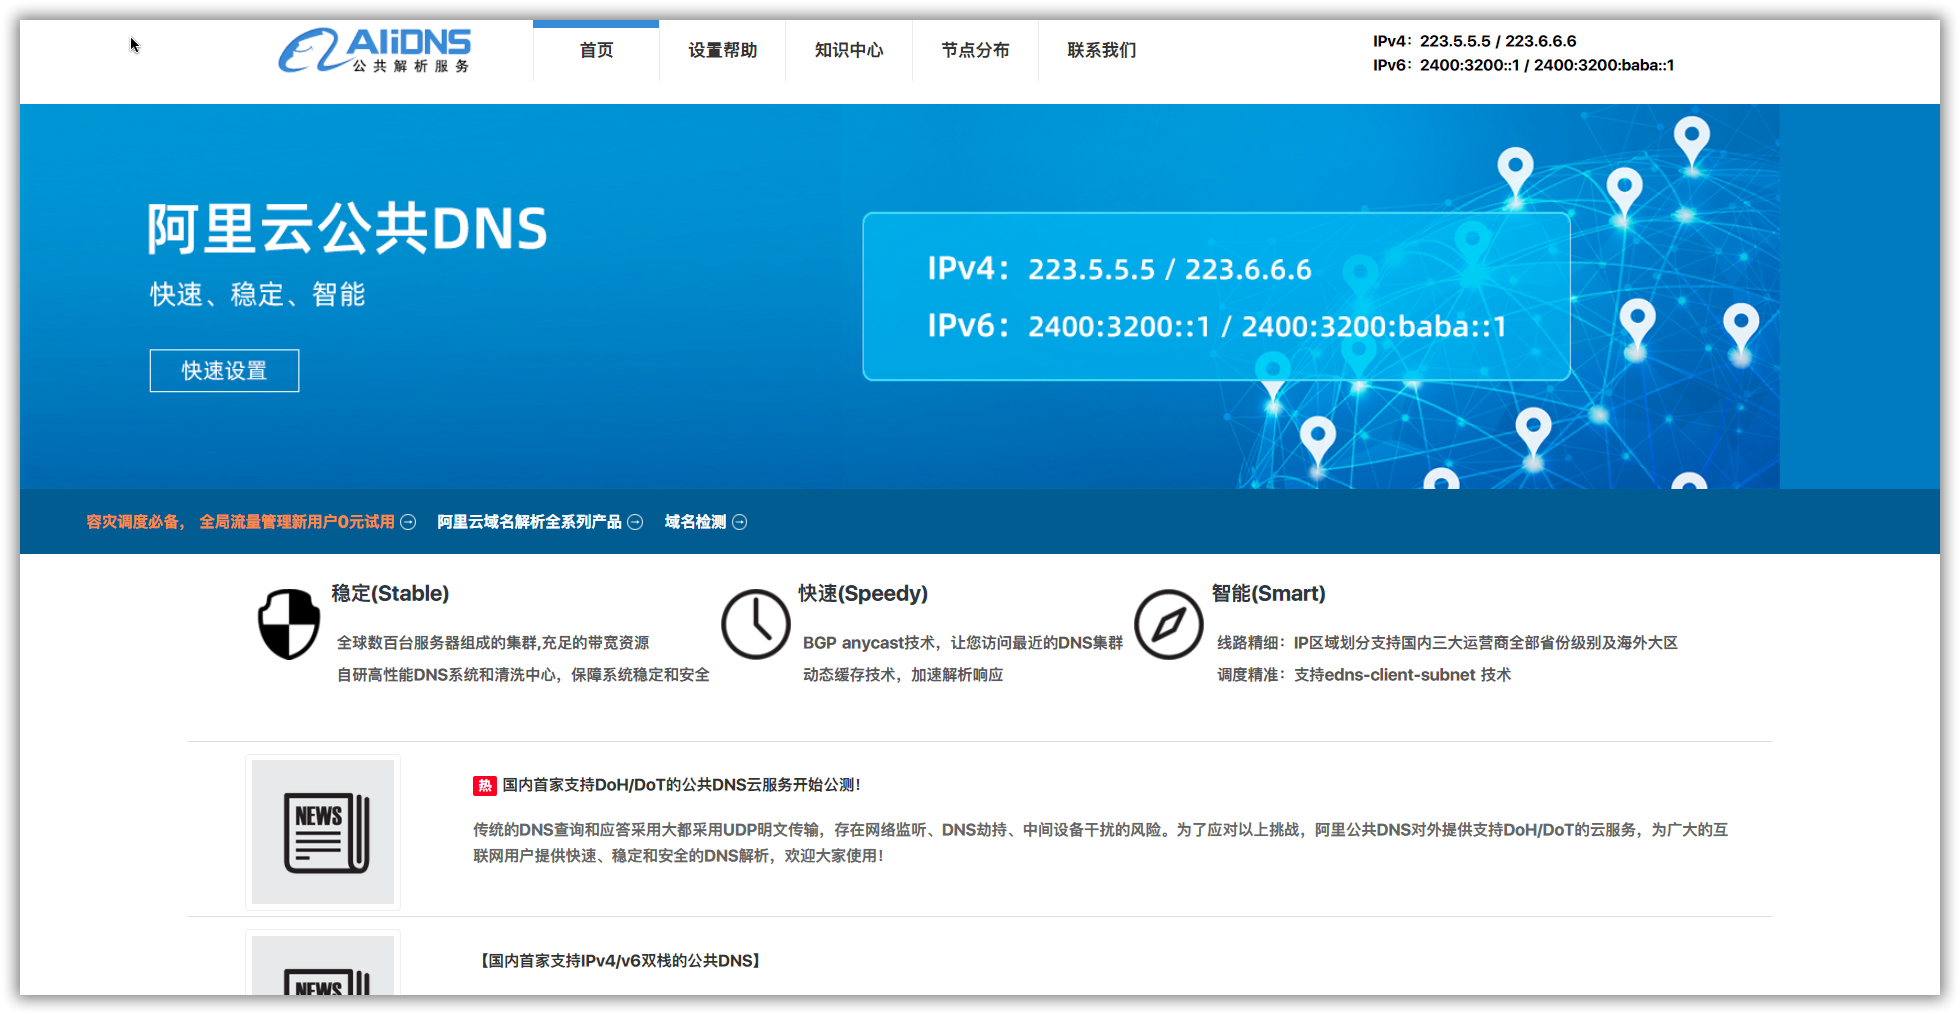 AliDNS
公共解析服务
首页
设置帮助
知识中心
节点分布
联系我们
IPv4：223.5.5.5 / 223.6.6.6
IPv6：2400:3200::1 / 2400:3200:baba::1
阿里云公共DNS
快速、稳定、智能
快速设置
IPv4：223.5.5.5 / 223.6.6.6
IPv6：2400:3200::1 / 2400:3200:baba::1
容灾调度必备， 全局流量管理新用户0元试用
阿里云域名解析全系列产品
域名检测
稳定(Stable)
全球数百台服务器组成的集群,充足的带宽资源
自研高性能DNS系统和清洗中心，保障系统稳定和安全
快速(Speedy)
BGP anycast技术，让您访问最近的DNS集群
动态缓存技术，加速解析响应
智能(Smart)
线路精细：IP区域划分支持国内三大运营商全部省份级别及海外大区
调度精准：支持edns-client-subnet 技术
NEWS
热 国内首家支持DoH/DoT的公共DNS云服务开始公测！
传统的DNS查询和应答采用大都采用UDP明文传输，存在网络监听、DNS劫持、中间设备干扰的风险。为了应对以上挑战，阿里公共DNS对外提供支持DoH/DoT的云服务，为广大的互
联网用户提供快速、稳定和安全的DNS解析，欢迎大家使用！
NEWS
【国内首家支持IPv4/v6双栈的公共DNS】